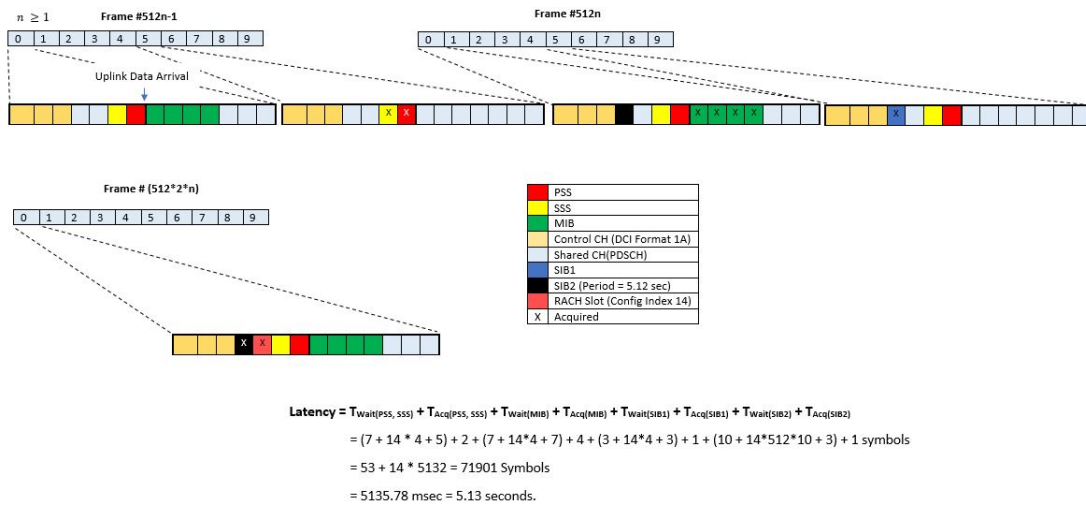 n ≥ 1
Frame #512n-1
Frame #512n
0 1 2 3 4 5 6 7 8 9
0 1 2 3 4 5 6 7 8 9
Uplink Data Arrival
X X
X X X X
X
Frame # (512*2*n)
0 1 2 3 4 5 6 7 8 9
PSS
SSS
MIB
Control CH (DCI Format 1A)
Shared CH(PDSCH)
SIB1
SIB2 (Period = 5.12 sec)
RACH Slot (Config Index 14)
X Acquired
X X
Latency = TWait(PSS, SSS) + TAcq(PSS, SSS) + TWait(MIB) + TAcq(MIB) + TWait(SIB1) + TAcq(SIB1) + TWait(SIB2) + TAcq(SIB2)
= (7 + 14 * 4 + 5) + 2 + (7 + 14*4 + 7) + 4 + (3 + 14*4 + 3) + 1 + (10 + 14*512*10 + 3) + 1 symbols
= 53 + 14 * 5132 = 71901 Symbols
= 5135.78 msec = 5.13 seconds.